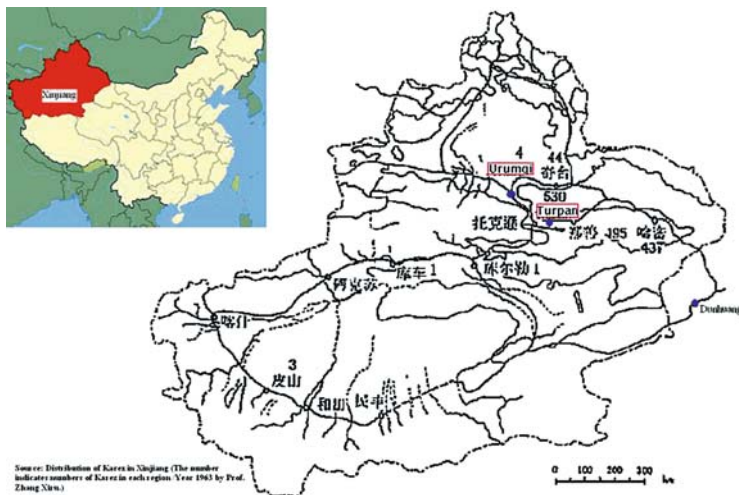 Xinjiang
4
Urumqi
44
奇台
530
Turpan
托克逊
鄯善 195 哈密
437
库车 1
库尔勒 1
阿克苏
Dunhuang
喀什
3
皮山
和田
民丰
Source: Distribution of Karez in Xinjiang (The number
indicates numbers of Karez in each region /Year 1963 by Prof.
Zhang Xiru.)
0 100 200 300 km